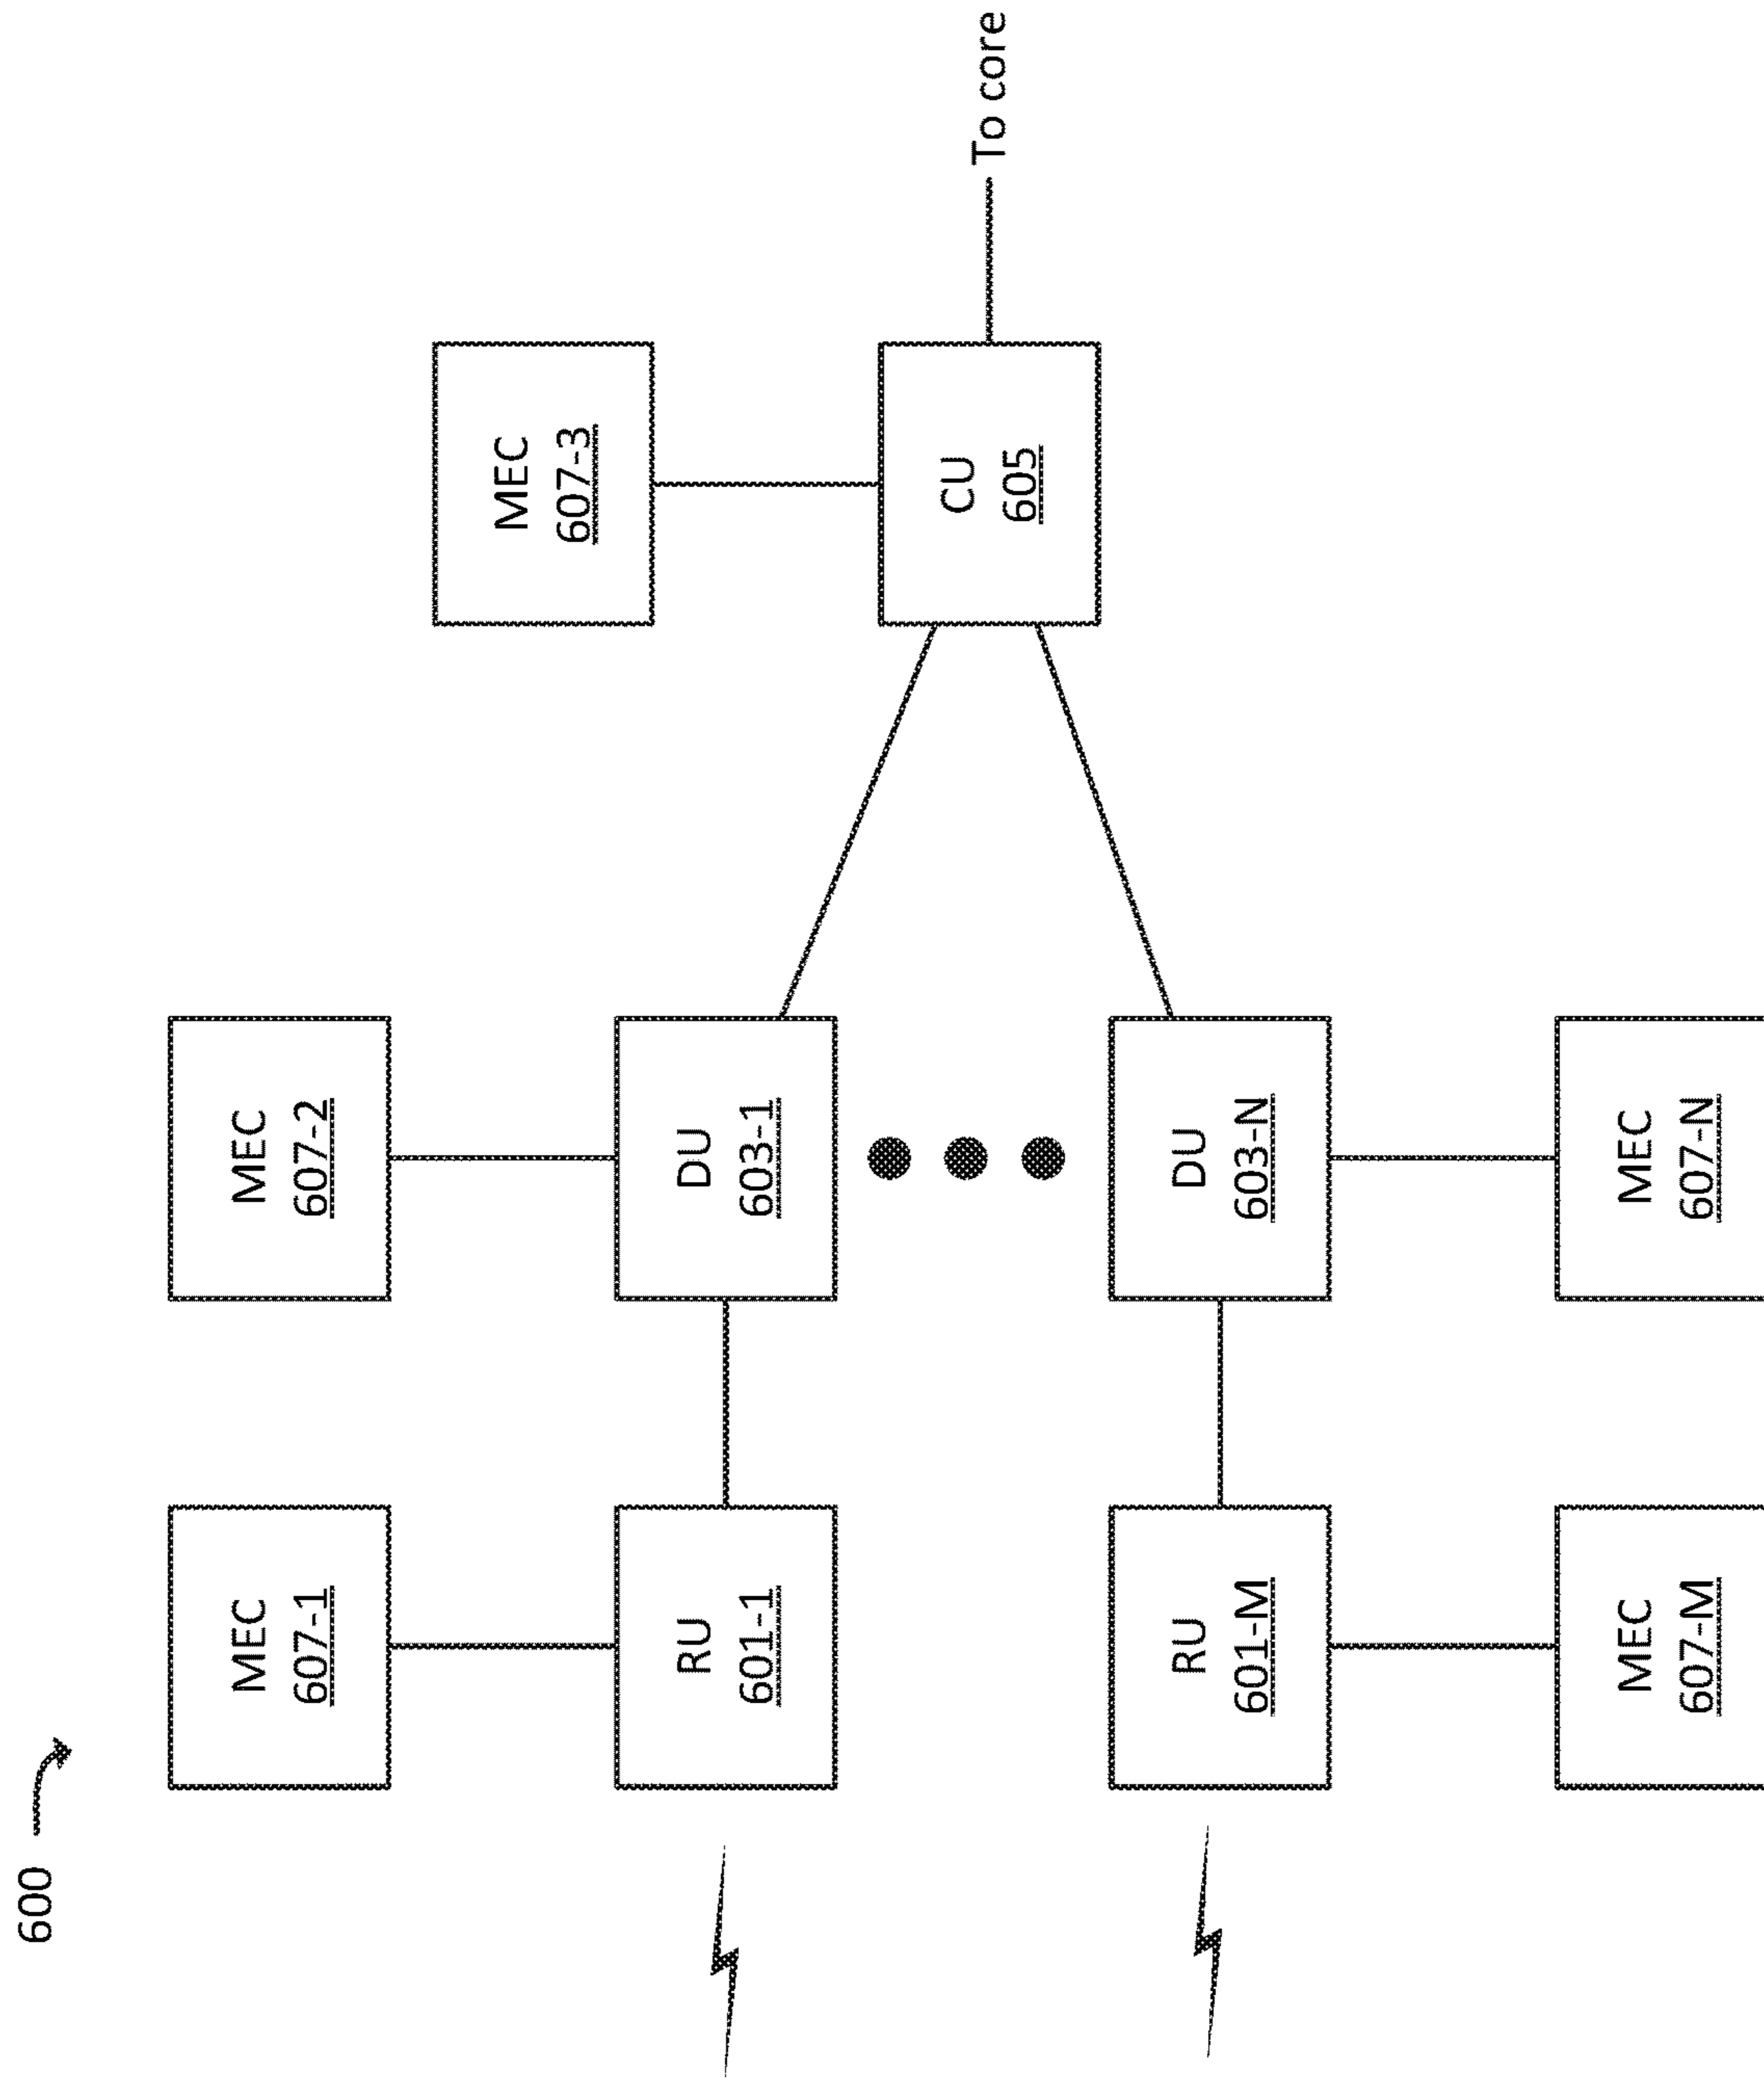 600
MEC
607-1
MEC
607-2
MEC
607-3
RU
601-1
DU
603-1
CU
605
To core
RU
601-M
DU
603-N
MEC
607-M
MEC
607-N